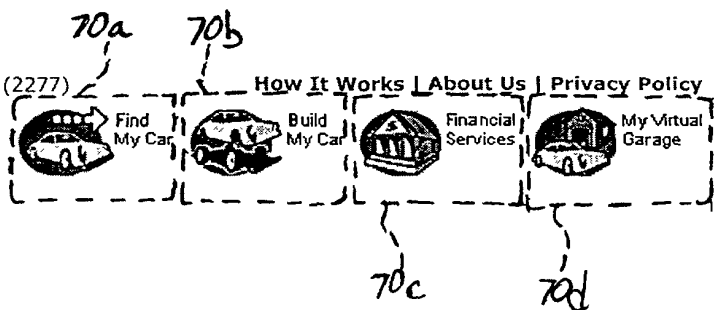 70a 70b
(2277) How It Works | About Us | Privacy Policy
Find Build Financial My Virtual
My Car My Car Services Garage
70c 70d